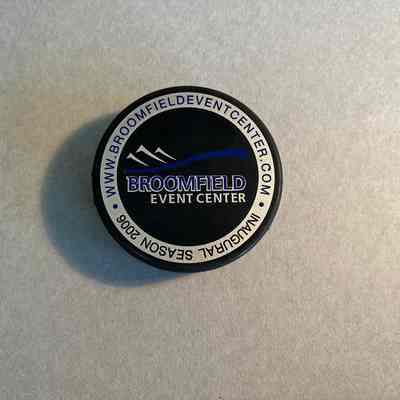 • WWW.BROOMFIELDEVENTCENTER.COM •
BROOMFIELD
EVENT CENTER
INAUGURAL SEASON 2006